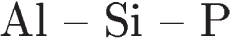 Al – Si – P